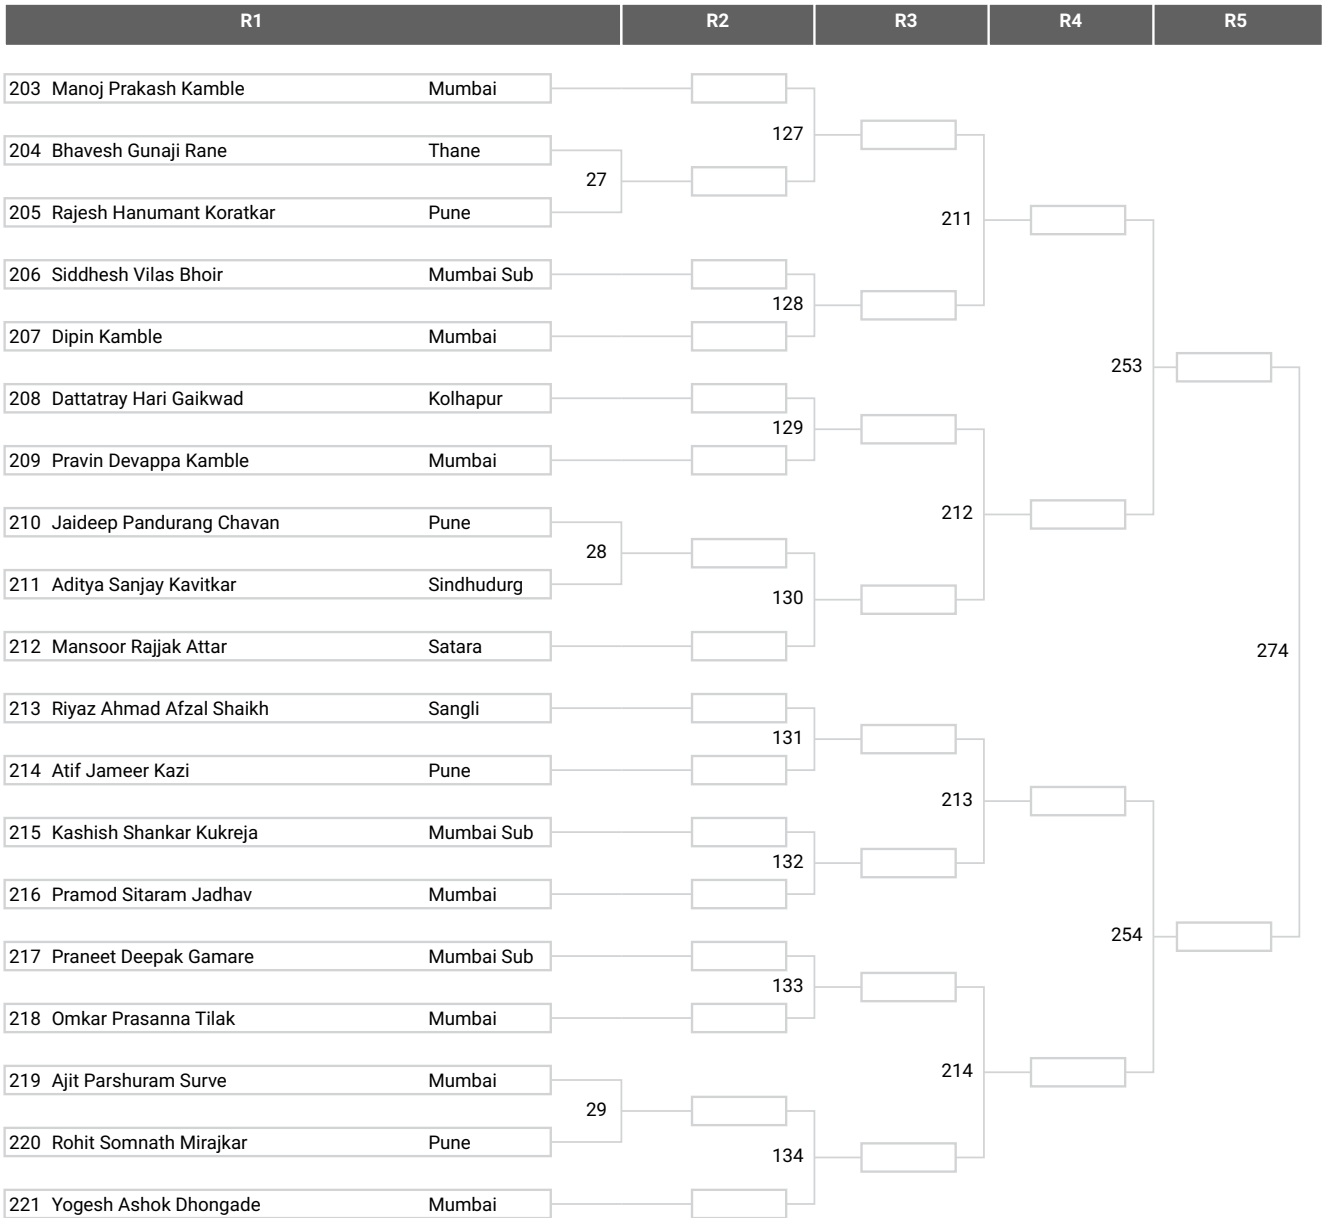 R1 R2 R3 R4 R5
203 Manoj Prakash Kamble Mumbai
127
204 Bhavesh Gunaji Rane Thane
27
205 Rajesh Hanumant Koratkar Pune
211
206 Siddhesh Vilas Bhoir Mumbai Sub
128
207 Dipin Kamble Mumbai
253
208 Dattatray Hari Gaikwad Kolhapur
129
209 Pravin Devappa Kamble Mumbai
212
210 Jaideep Pandurang Chavan Pune
28
211 Aditya Sanjay Kavitkar Sindhudurg
130
212 Mansoor Rajjak Attar Satara
274
213 Riyaz Ahmad Afzal Shaikh Sangli
131
214 Atif Jameer Kazi Pune
213
215 Kashish Shankar Kukreja Mumbai Sub
132
216 Pramod Sitaram Jadhav Mumbai
254
217 Praneet Deepak Gamare Mumbai Sub
133
218 Omkar Prasanna Tilak Mumbai
214
219 Ajit Parshuram Surve Mumbai
29
220 Rohit Somnath Mirajkar Pune
134
221 Yogesh Ashok Dhongade Mumbai